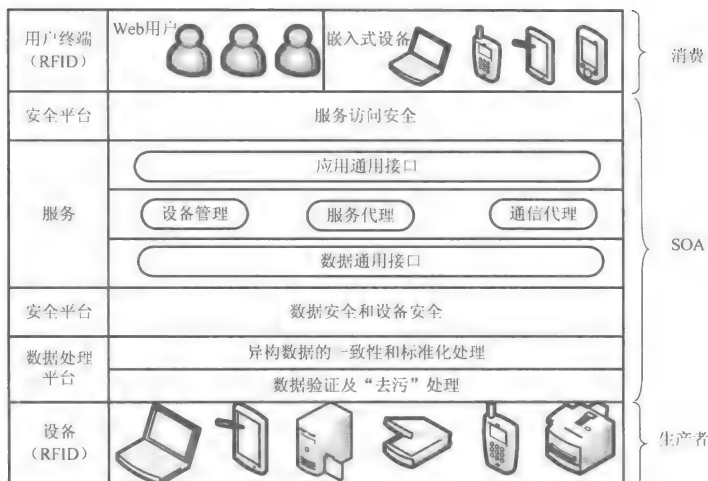 用户终端
（RFID）
Web用户
嵌入式设备
消费
安全平台
服务访问安全
服务
应用通用接口
设备管理
服务代理
通信代理
数据通用接口
SOA
安全平台
数据安全和设备安全
数据处理
平台
异构数据的一致性和标准化处理
数据验证及“去污”处理
设备
（RFID）
生产者